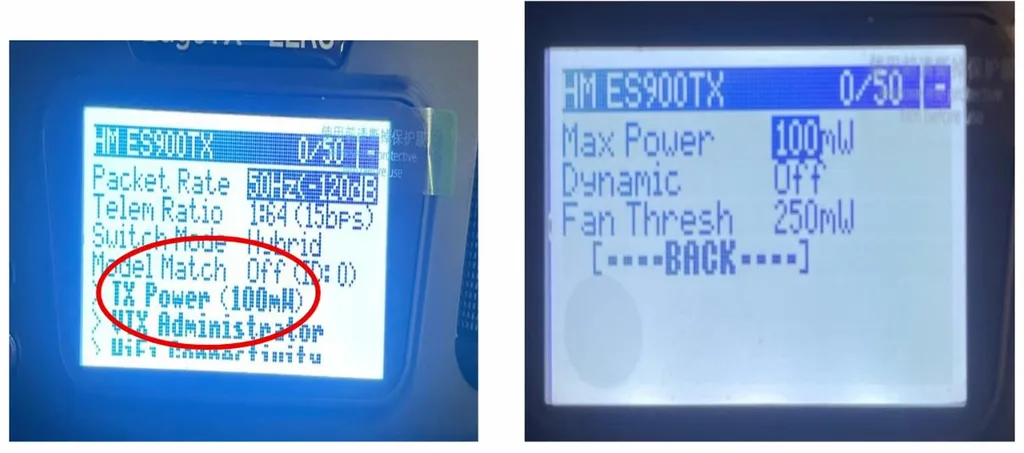 HM ES900TX 0/50 -
Packet Rate 50Hz(-120dB
Telem Ratio 1:64 (15bps)
Switch Mode Hybrid
Model Match Off (ID: 0)
> TX Power (100mW)
> VTX Administrator
> WiFi Connectivity
HM ES900TX 0/50 -
Max Power 100mW
Dynamic Off
Fan Thresh 250mW
[----BACK----]